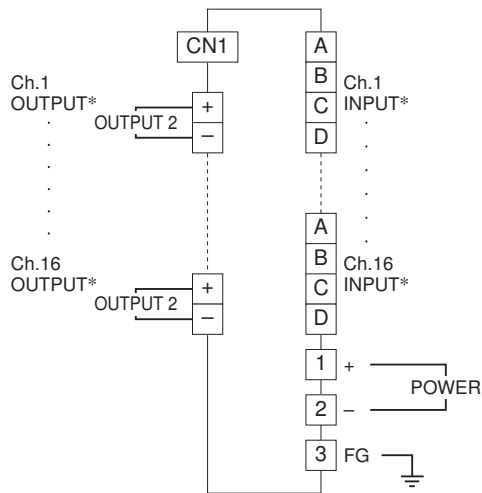 CN1
A
B
C
D
Ch.1
OUTPUT*
OUTPUT 2
+
–
Ch.1
INPUT*
A
B
C
D
Ch.16
OUTPUT*
OUTPUT 2
+
–
Ch.16
INPUT*
1 +
POWER
2 –
3 FG